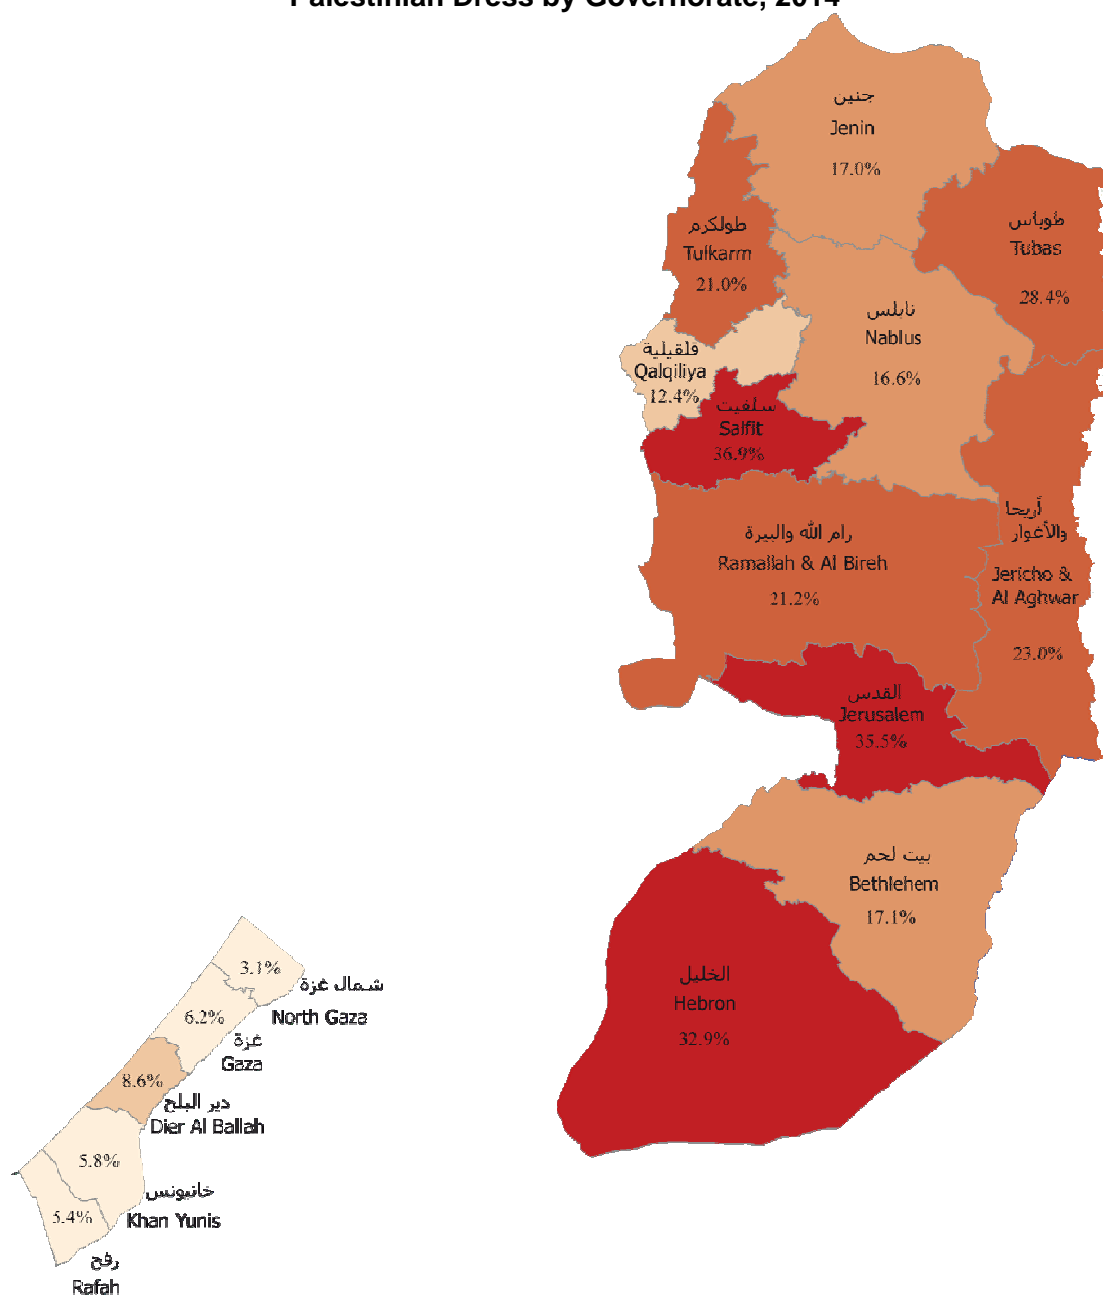 Palestinian Dress by Governorate, 2014
جنين
Jenin
17.0%
طوباس
Tubas
28.4%
طولكرم
Tulkarm
21.0%
نابلس
Nablus
16.6%
قلقيلية
Qalqiliya
12.4%
سلفيت
Salfit
36.9%
أريحا
والأغوار
Jericho &
Al Aghwar
23.0%
رام الله والبيرة
Ramallah & Al Bireh
21.2%
القدس
Jerusalem
35.5%
بيت لحم
Bethlehem
17.1%
الخليل
Hebron
32.9%
3.1%
شمال غزة
North Gaza
6.2%
غزة
Gaza
8.6%
دير البلح
Dier Al Ballah
5.8%
خانيونس
Khan Yunis
5.4%
رفح
Rafah